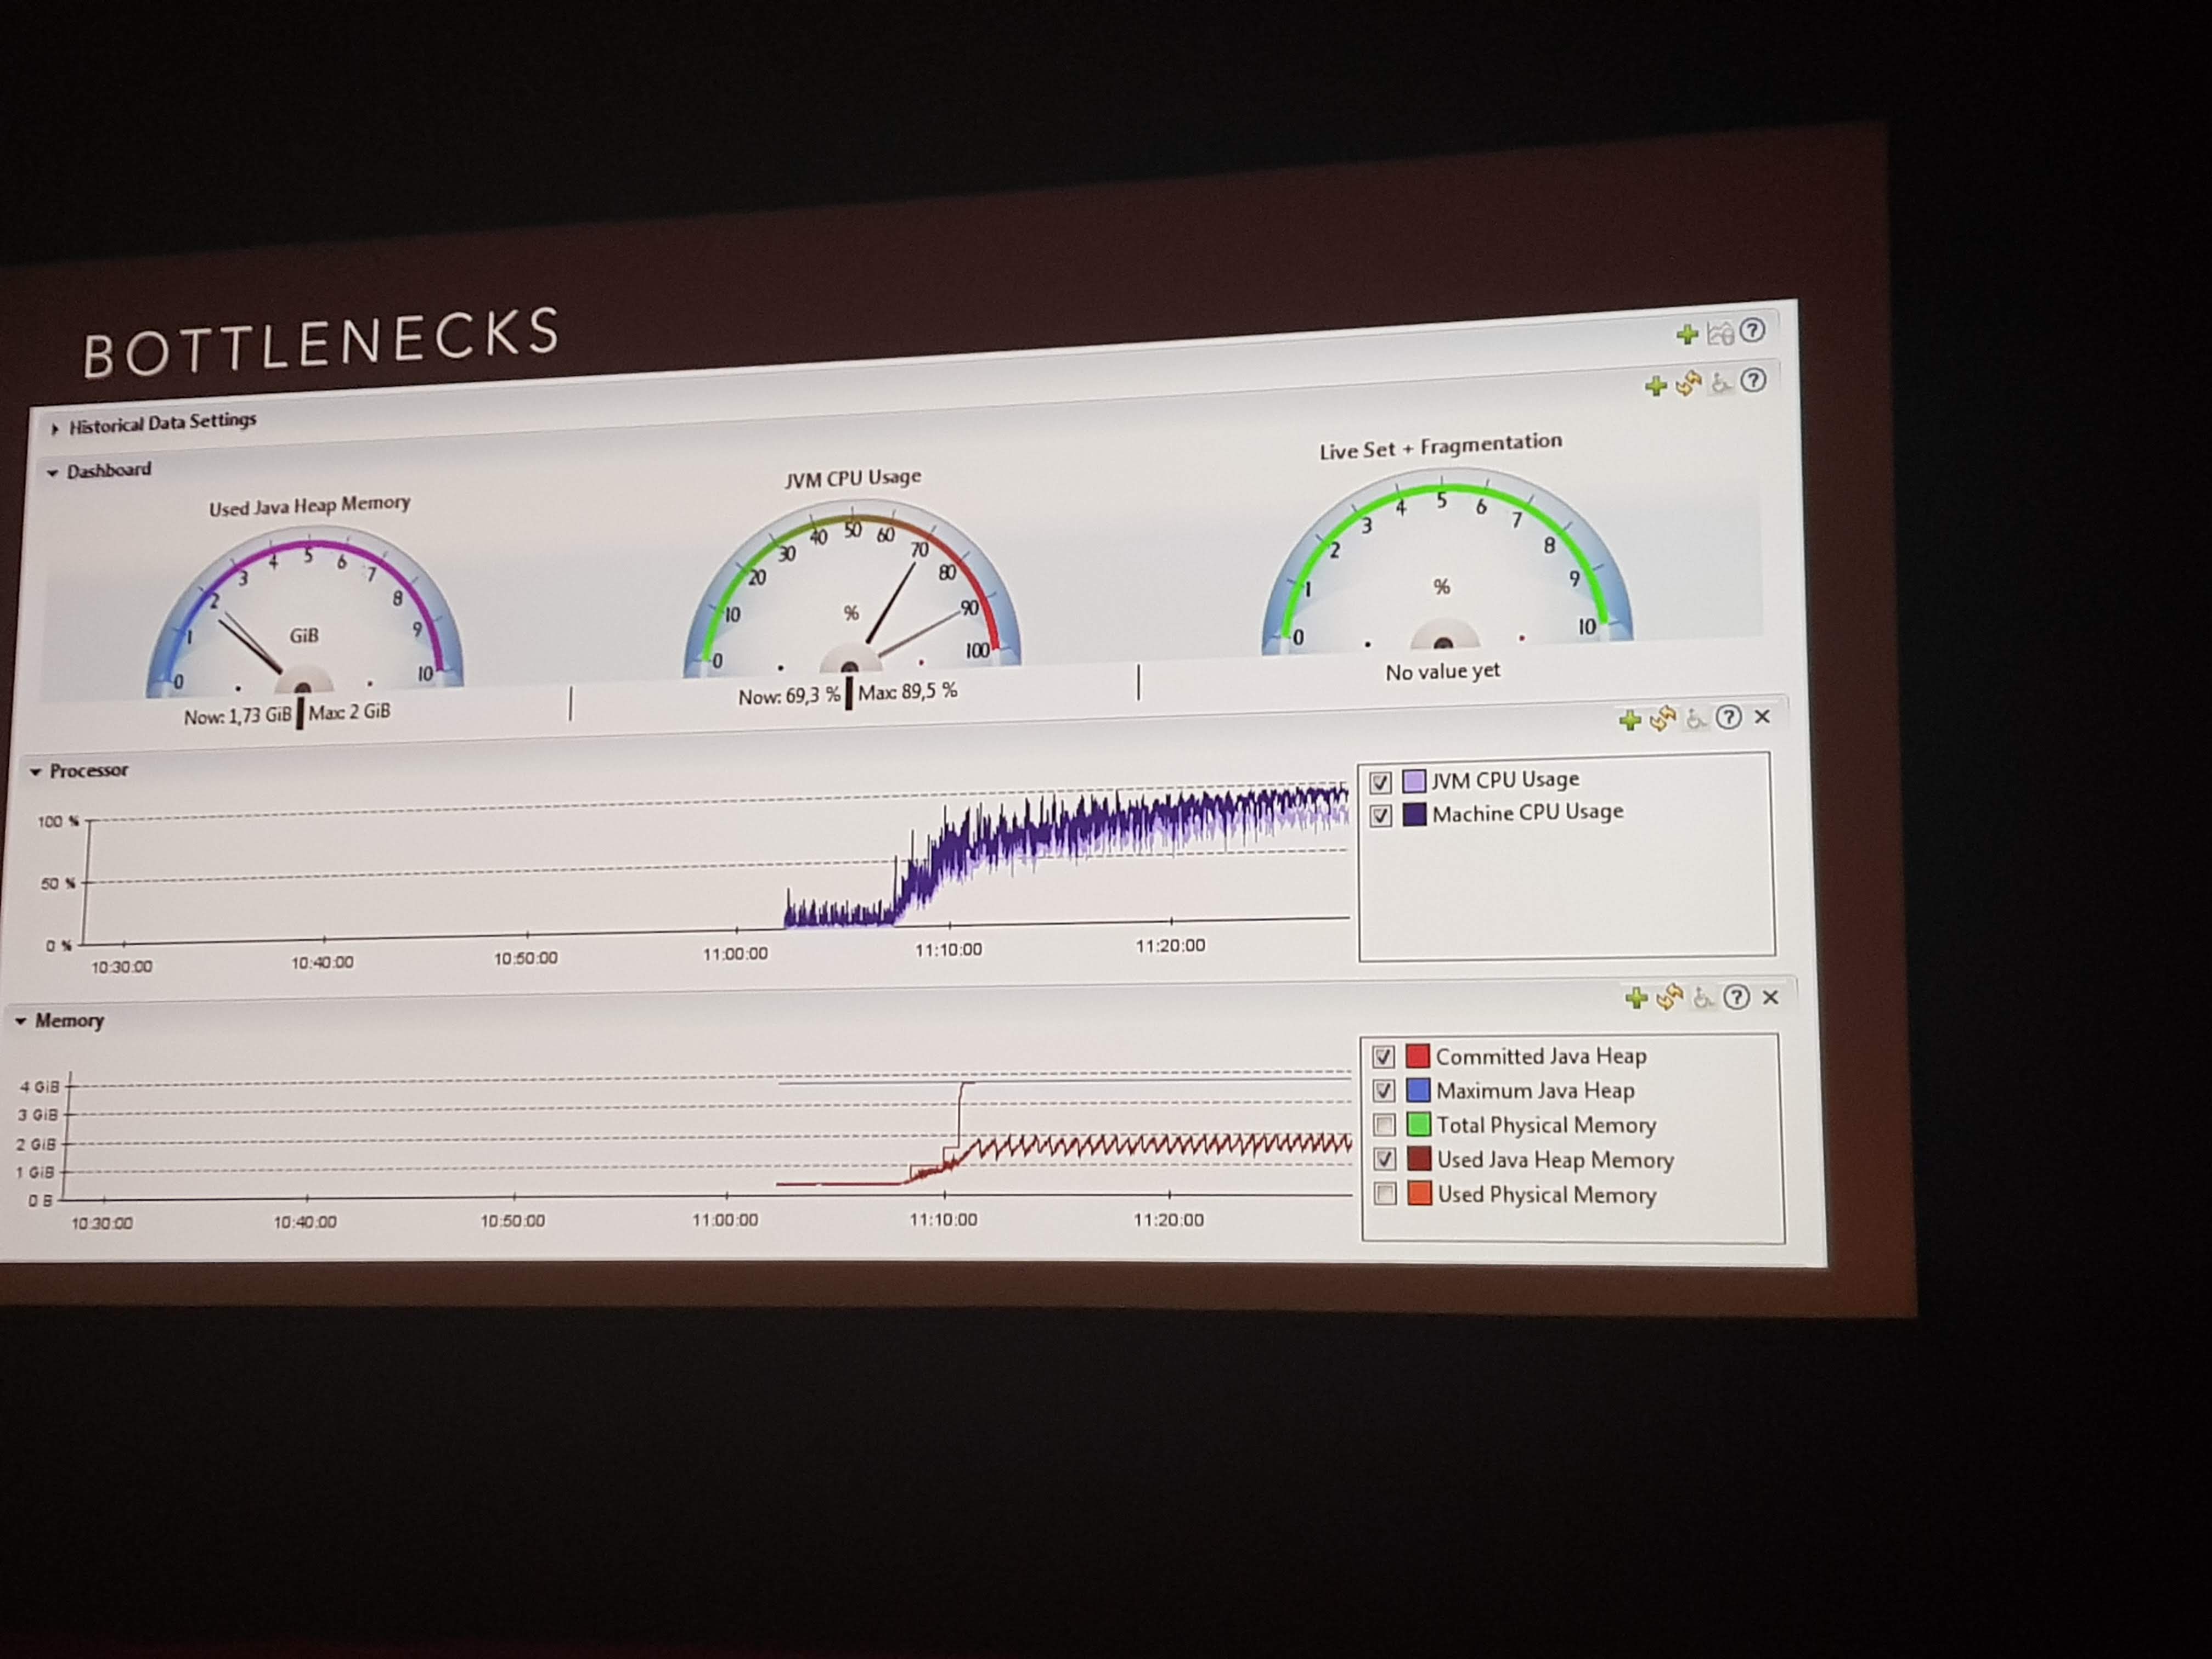 BOTTLENECKS
Historical Data Settings
Dashboard
Used Java Heap Memory
0 1 2 3 4 5 6 7 8 9 10
GiB
Now: 1,73 GiB Max: 2 GiB
JVM CPU Usage
0 10 20 30 40 50 60 70 80 90 100
%
Now: 69,3 % Max: 89,5 %
Live Set + Fragmentation
0 1 2 3 4 5 6 7 8 9 10
%
No value yet
Processor
100 %
50 %
0 %
10:30:00 10:40:00 10:50:00 11:00:00 11:10:00 11:20:00
JVM CPU Usage
Machine CPU Usage
Memory
4 GiB
3 GiB
2 GiB
1 GiB
0 B
10:30:00 10:40:00 10:50:00 11:00:00 11:10:00 11:20:00
Committed Java Heap
Maximum Java Heap
Total Physical Memory
Used Java Heap Memory
Used Physical Memory